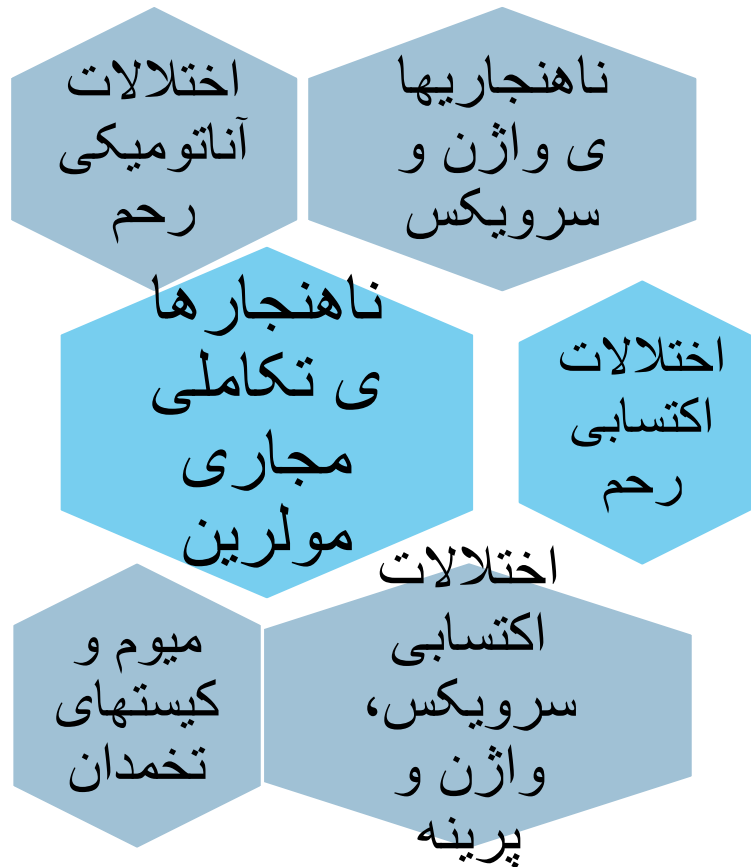 ناهنجاریها
ی واژن و
سرویکس
اختلالات
آناتومیکی
رحم
ناهنجارها
ی تکاملی
مجاری
مولرین
اختلالات
اکتسابی
رحم
اختلالات
اکتسابی
سرویکس،
واژن و
پرینه
میوم و
کیستهای
تخمدان